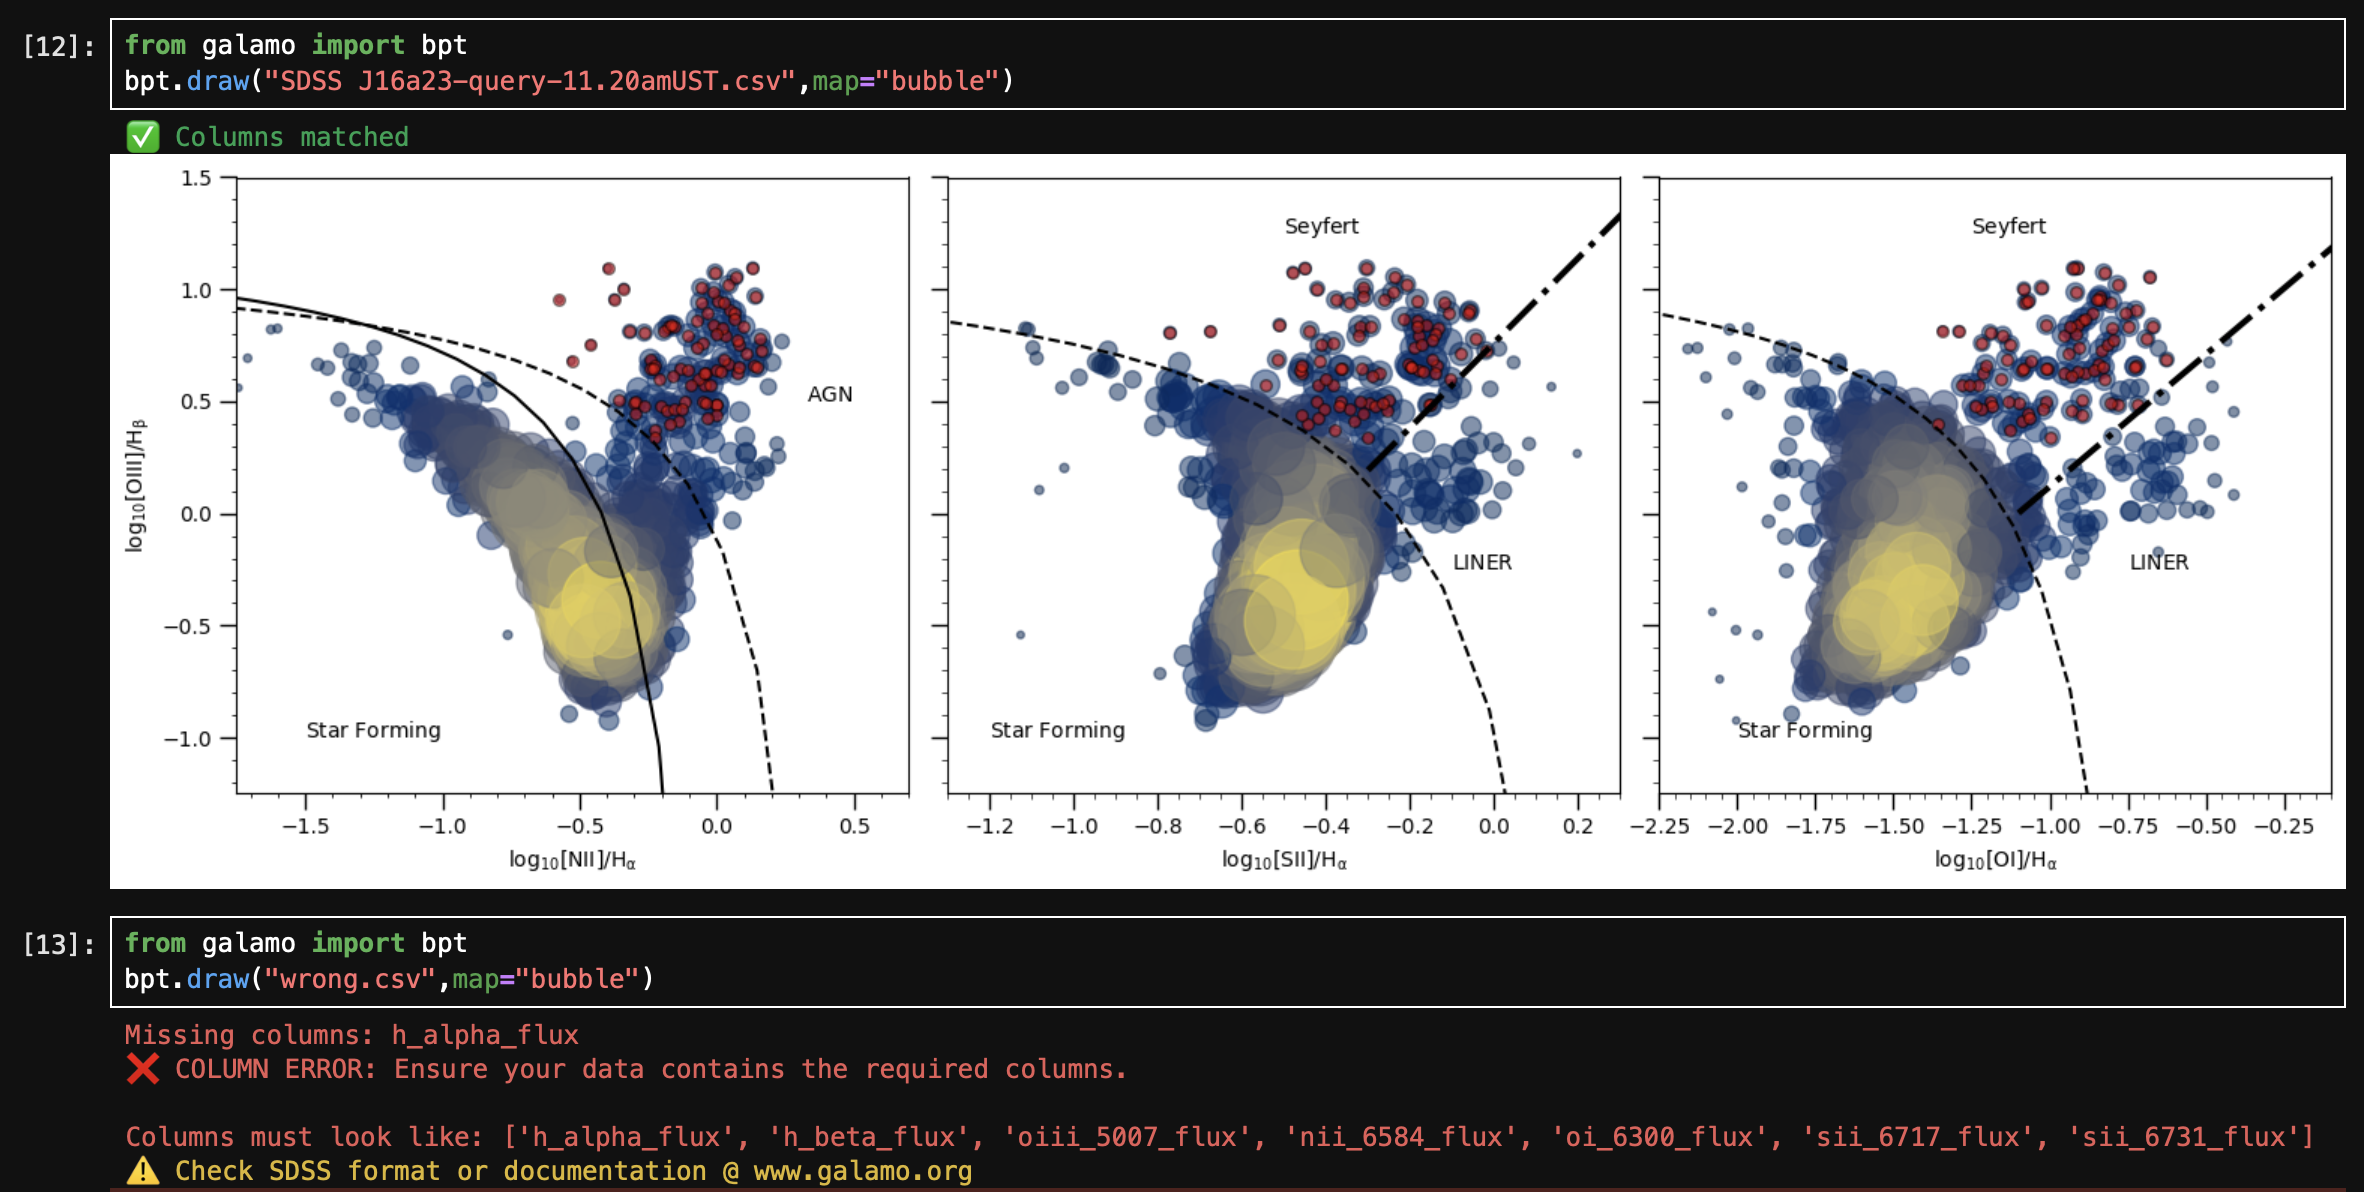 [12]:
from galamo import bpt
bpt.draw("SDSS J16a23-query-11.20amUST.csv",map="bubble")
✅ Columns matched
1.5
1.0
0.5
0.0
−0.5
−1.0
log₁₀[OIII]/Hᵦ
AGN
Star Forming
−1.5 −1.0 −0.5 0.0 0.5
log₁₀[NII]/Hα
Seyfert
LINER
Star Forming
−1.2 −1.0 −0.8 −0.6 −0.4 −0.2 0.0 0.2
log₁₀[SII]/Hα
Seyfert
LINER
Star Forming
−2.25 −2.00 −1.75 −1.50 −1.25 −1.00 −0.75 −0.50 −0.25
log₁₀[OI]/Hα
[13]:
from galamo import bpt
bpt.draw("wrong.csv",map="bubble")
Missing columns: h_alpha_flux
❌ COLUMN ERROR: Ensure your data contains the required columns.
Columns must look like: ['h_alpha_flux', 'h_beta_flux', 'oiii_5007_flux', 'nii_6584_flux', 'oi_6300_flux', 'sii_6717_flux', 'sii_6731_flux']
⚠️ Check SDSS format or documentation @ www.galamo.org